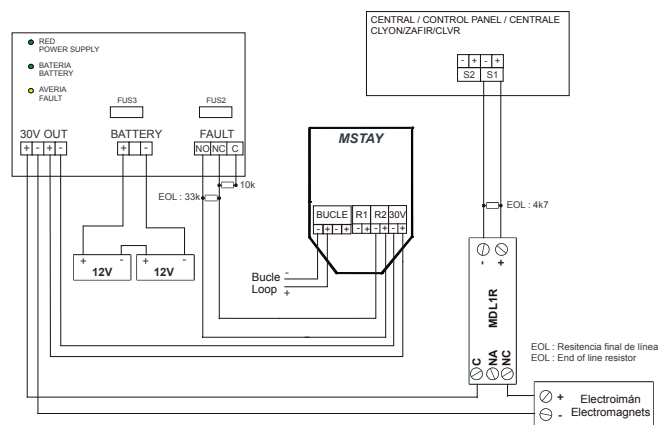 RED
POWER SUPPLY
BATERIA
BATTERY
AVERIA
FAULT
FUS3
FUS2
30V OUT
BATTERY
FAULT
+ - + -
+ -
NO NC C
10k
EOL : 33k
+ - 12V
+ - 12V
MSTAY
BUCLE R1 R2 30V
- + - + - + - + - +
Bucle -
Loop +
CENTRAL / CONTROL PANEL / CENTRALE
CLYON/ZAFIR/CLVR
- + - +
S2 S1
EOL : 4k7
- +
MDL1R
C NA NC
EOL : Resitencia final de línea
EOL : End of line resistor
+ Electroimán
- Electromagnets